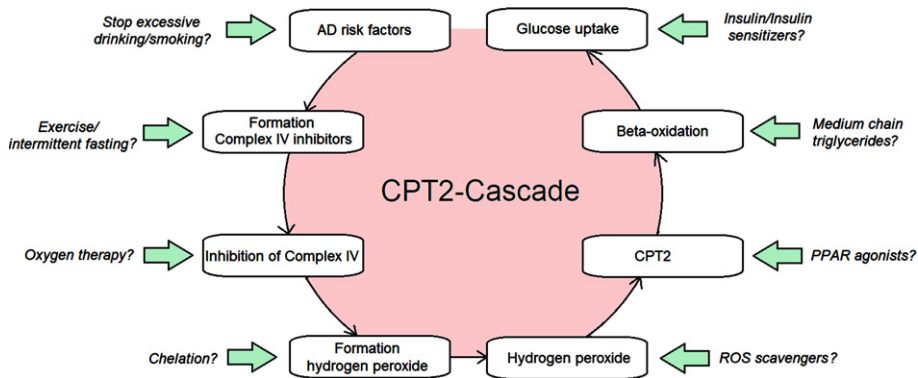 Stop excessive
drinking/smoking?
AD risk factors
Glucose uptake
Insulin/Insulin
sensitizers?
Exercise/
intermittent fasting?
Formation
Complex IV inhibitors
Beta-oxidation
Medium chain
triglycerides?
CPT2-Cascade
Oxygen therapy?
Inhibition of Complex IV
CPT2
PPAR agonists?
Chelation?
Formation
hydrogen peroxide
Hydrogen peroxide
ROS scavengers?